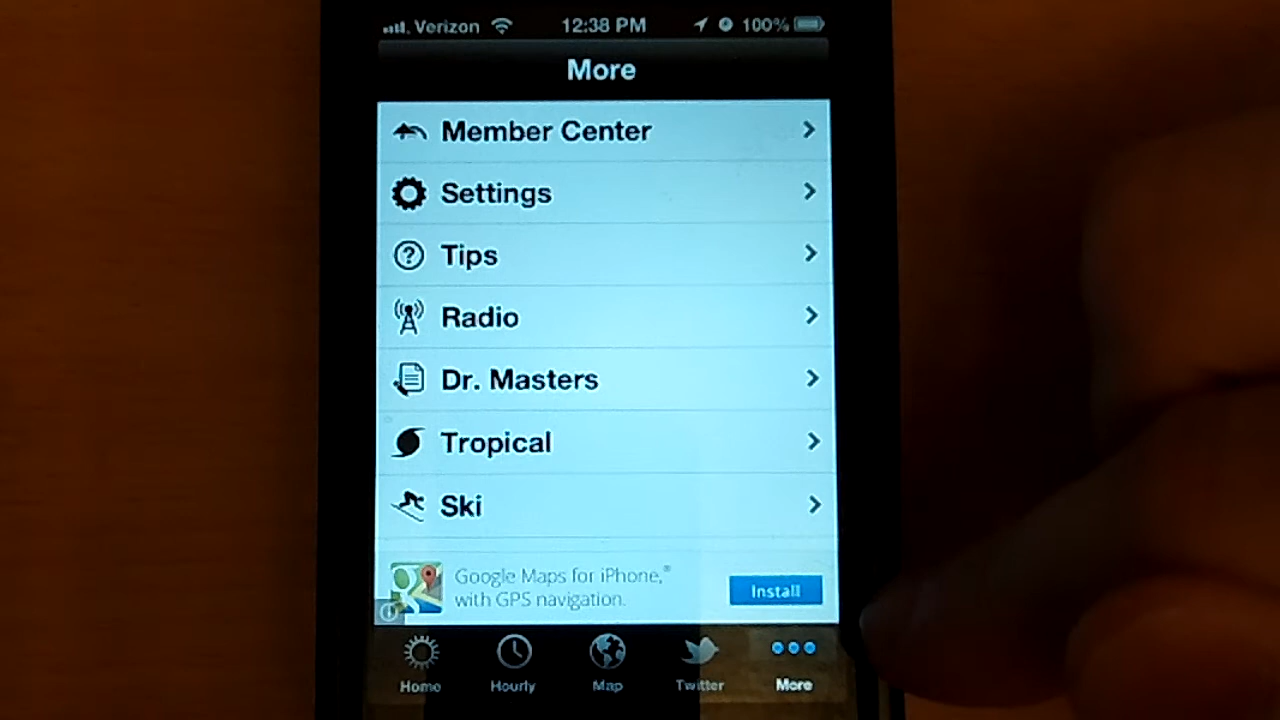 Verizon 12:38 PM 100%
More
Member Center
Settings
Tips
Radio
Dr. Masters
Tropical
Ski
Google Maps for iPhone,®
with GPS navigation.
Install
Home Hourly Map Twitter More